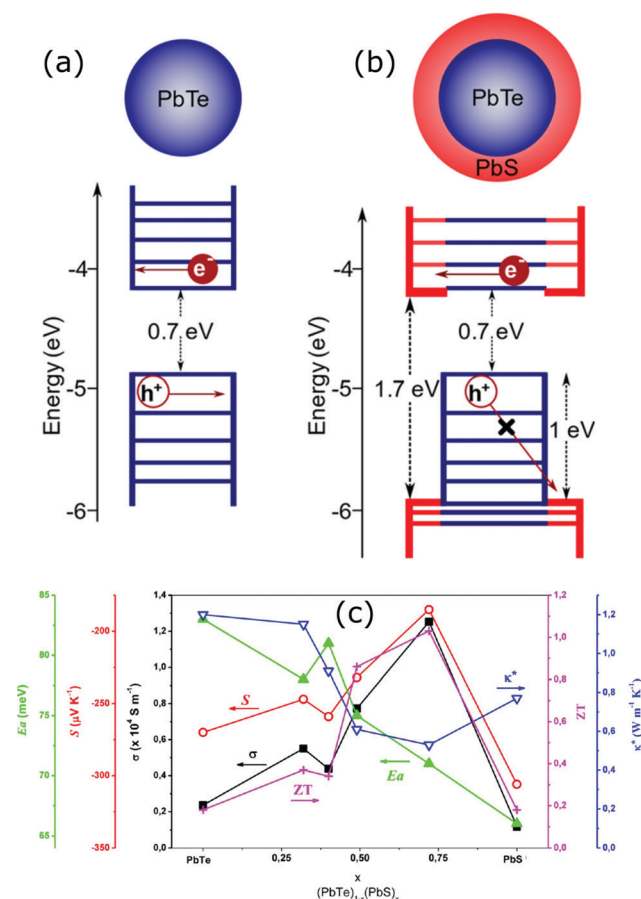 (a)
PbTe
Energy (eV)
-4
-5
-6
e-
0.7 eV
h+
(b)
PbTe
PbS
Energy (eV)
-4
-5
-6
e-
0.7 eV
1.7 eV
h+
1 eV
(c)
Ea (meV)
85
80
75
70
65
S (µV K⁻¹)
-200
-250
-300
-350
σ (x 10⁴ S m⁻¹)
1,4
1,2
1,0
0,8
0,6
0,4
0,2
0,0
S
σ
ZT
Ea
κ*
ZT
1,2
1,0
0,8
0,6
0,4
0,2
0,0
κ* (W m⁻¹ K⁻¹)
1,2
1,0
0,8
0,6
0,4
0,2
0,0
PbTe 0,25 0,50 0,75 PbS
x
(PbTe)₁₋ₓ(PbS)ₓ